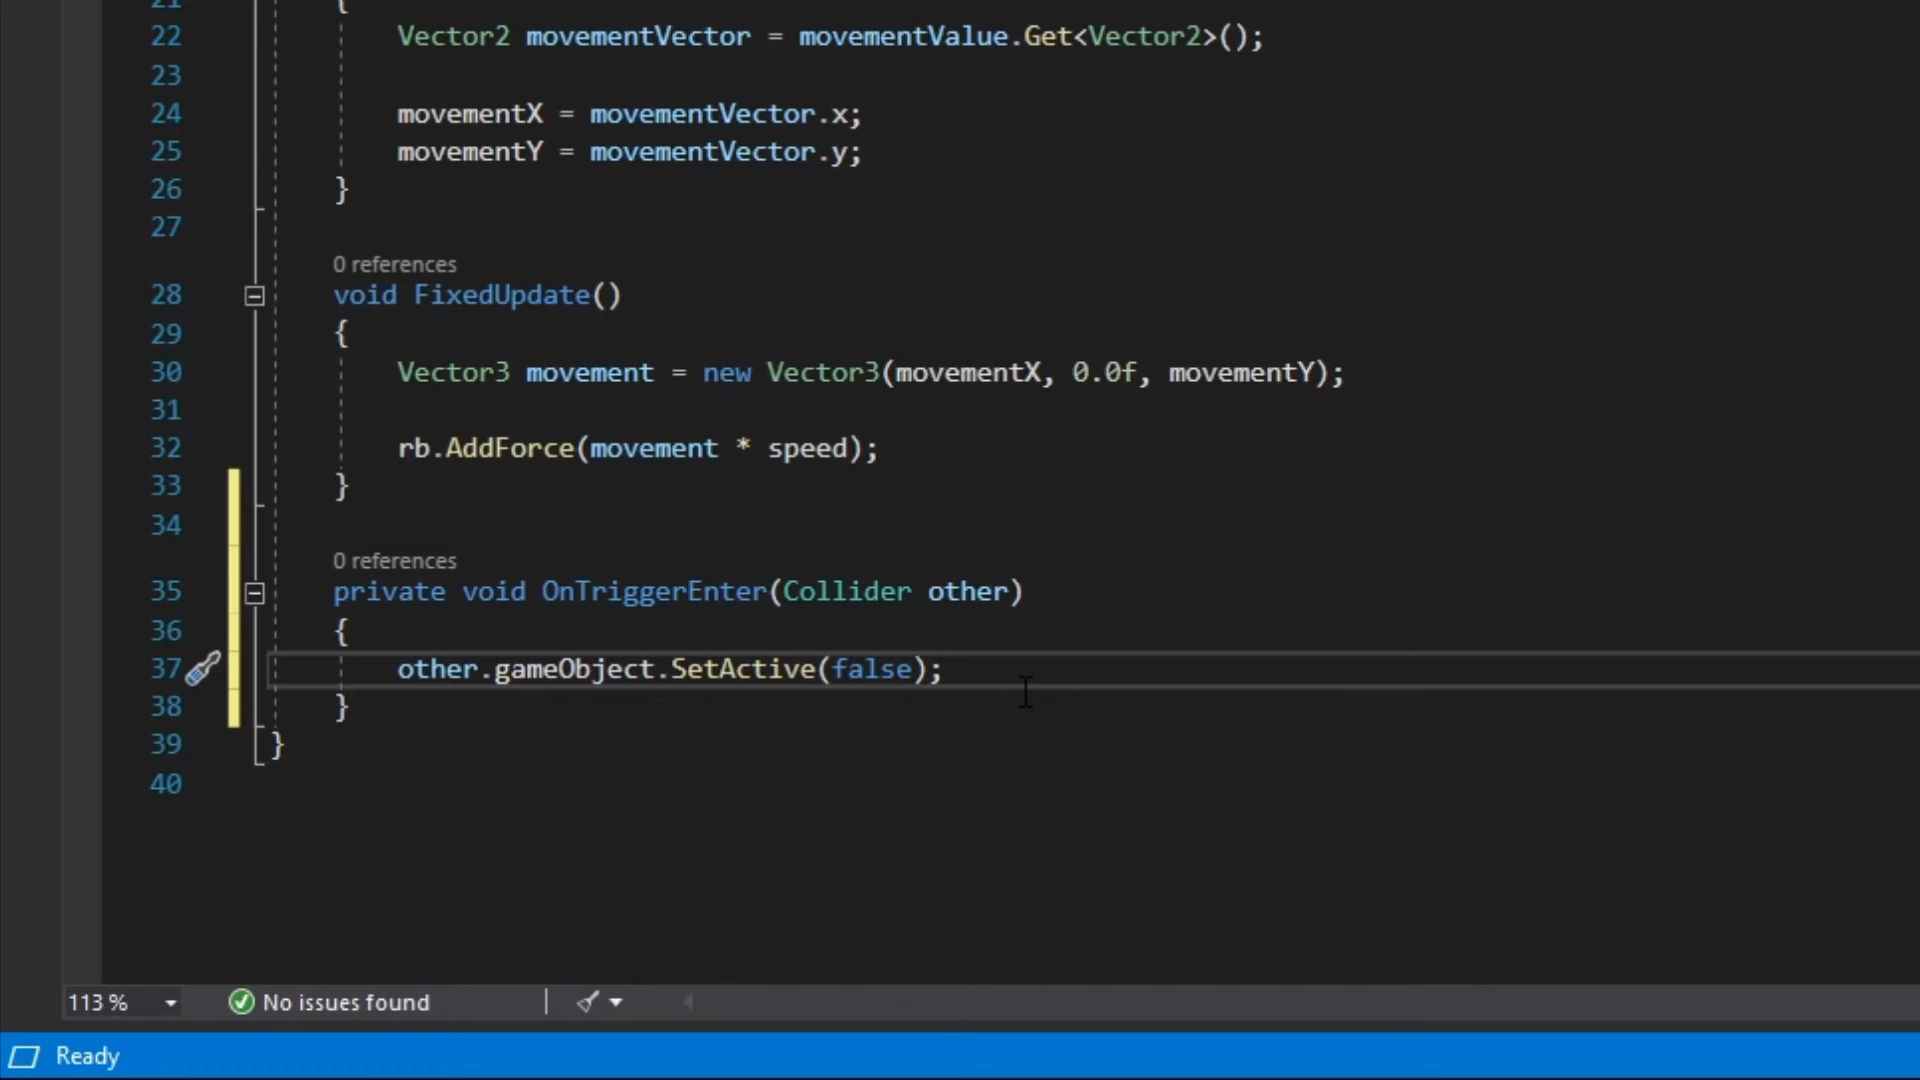 21 {
22 Vector2 movementVector = movementValue.Get<Vector2>();
23
24 movementX = movementVector.x;
25 movementY = movementVector.y;
26 }
27
0 references
28 void FixedUpdate()
29 {
30 Vector3 movement = new Vector3(movementX, 0.0f, movementY);
31
32 rb.AddForce(movement * speed);
33 }
34
0 references
35 private void OnTriggerEnter(Collider other)
36 {
37 other.gameObject.SetActive(false);
38 }
39 }
40
113 % No issues found
Ready